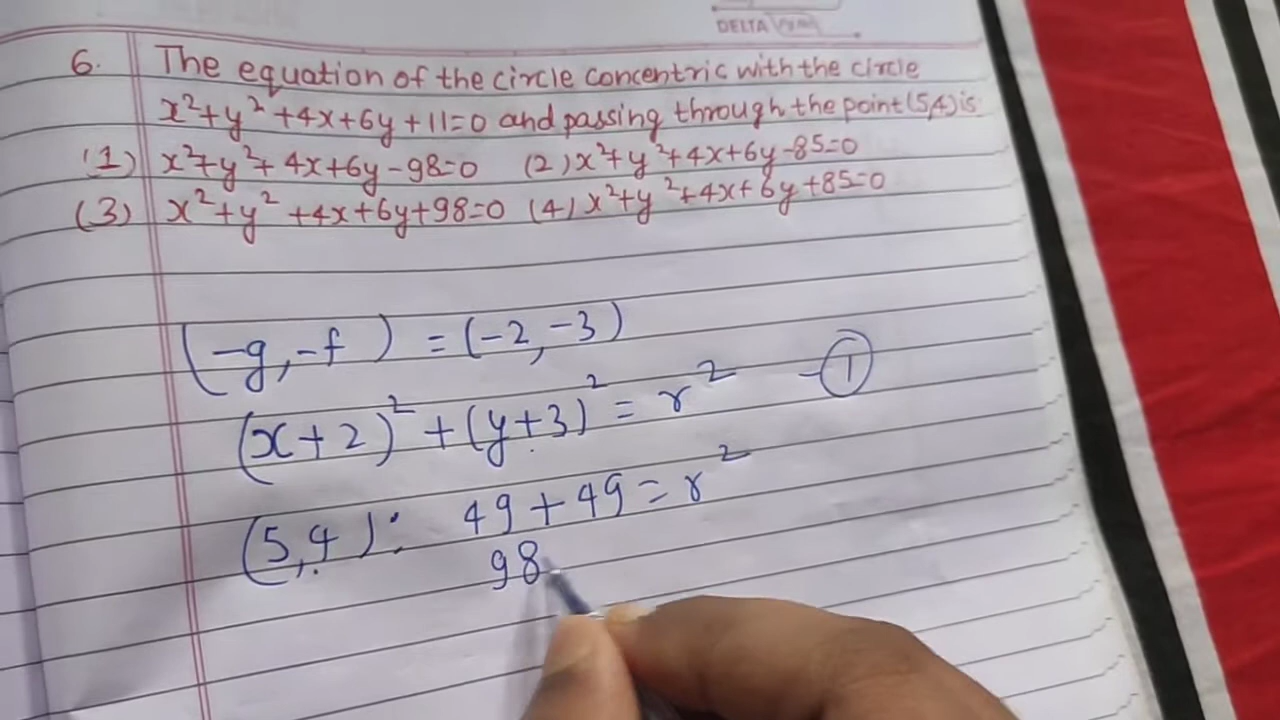 DELTA
6. The equation of the circle concentric with the circle
x²+y²+4x+6y+11=0 and passing through the point (5,4) is
(1) x²+y²+4x+6y-98=0 (2) x²+y²+4x+6y-85=0
(3) x²+y²+4x+6y+98=0 (4) x²+y²+4x+6y+85=0
(-g,-f) = (-2,-3)
(x+2)²+(y+3)²=r² -①
(5,4): 49+49=r²
98